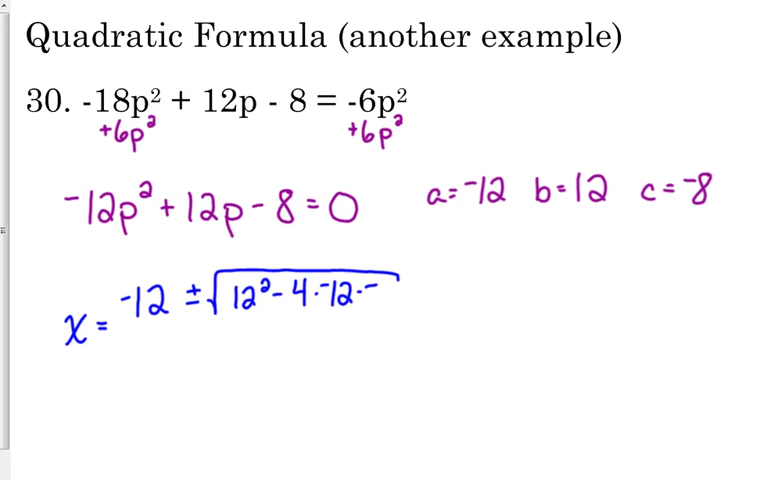 Quadratic Formula (another example)
30. -18p² + 12p - 8 = -6p²
+6p² +6p²
-12p² + 12p - 8 = 0 a = -12 b = 12 c = -8
x = -12 ± √12² - 4 · -12 · -